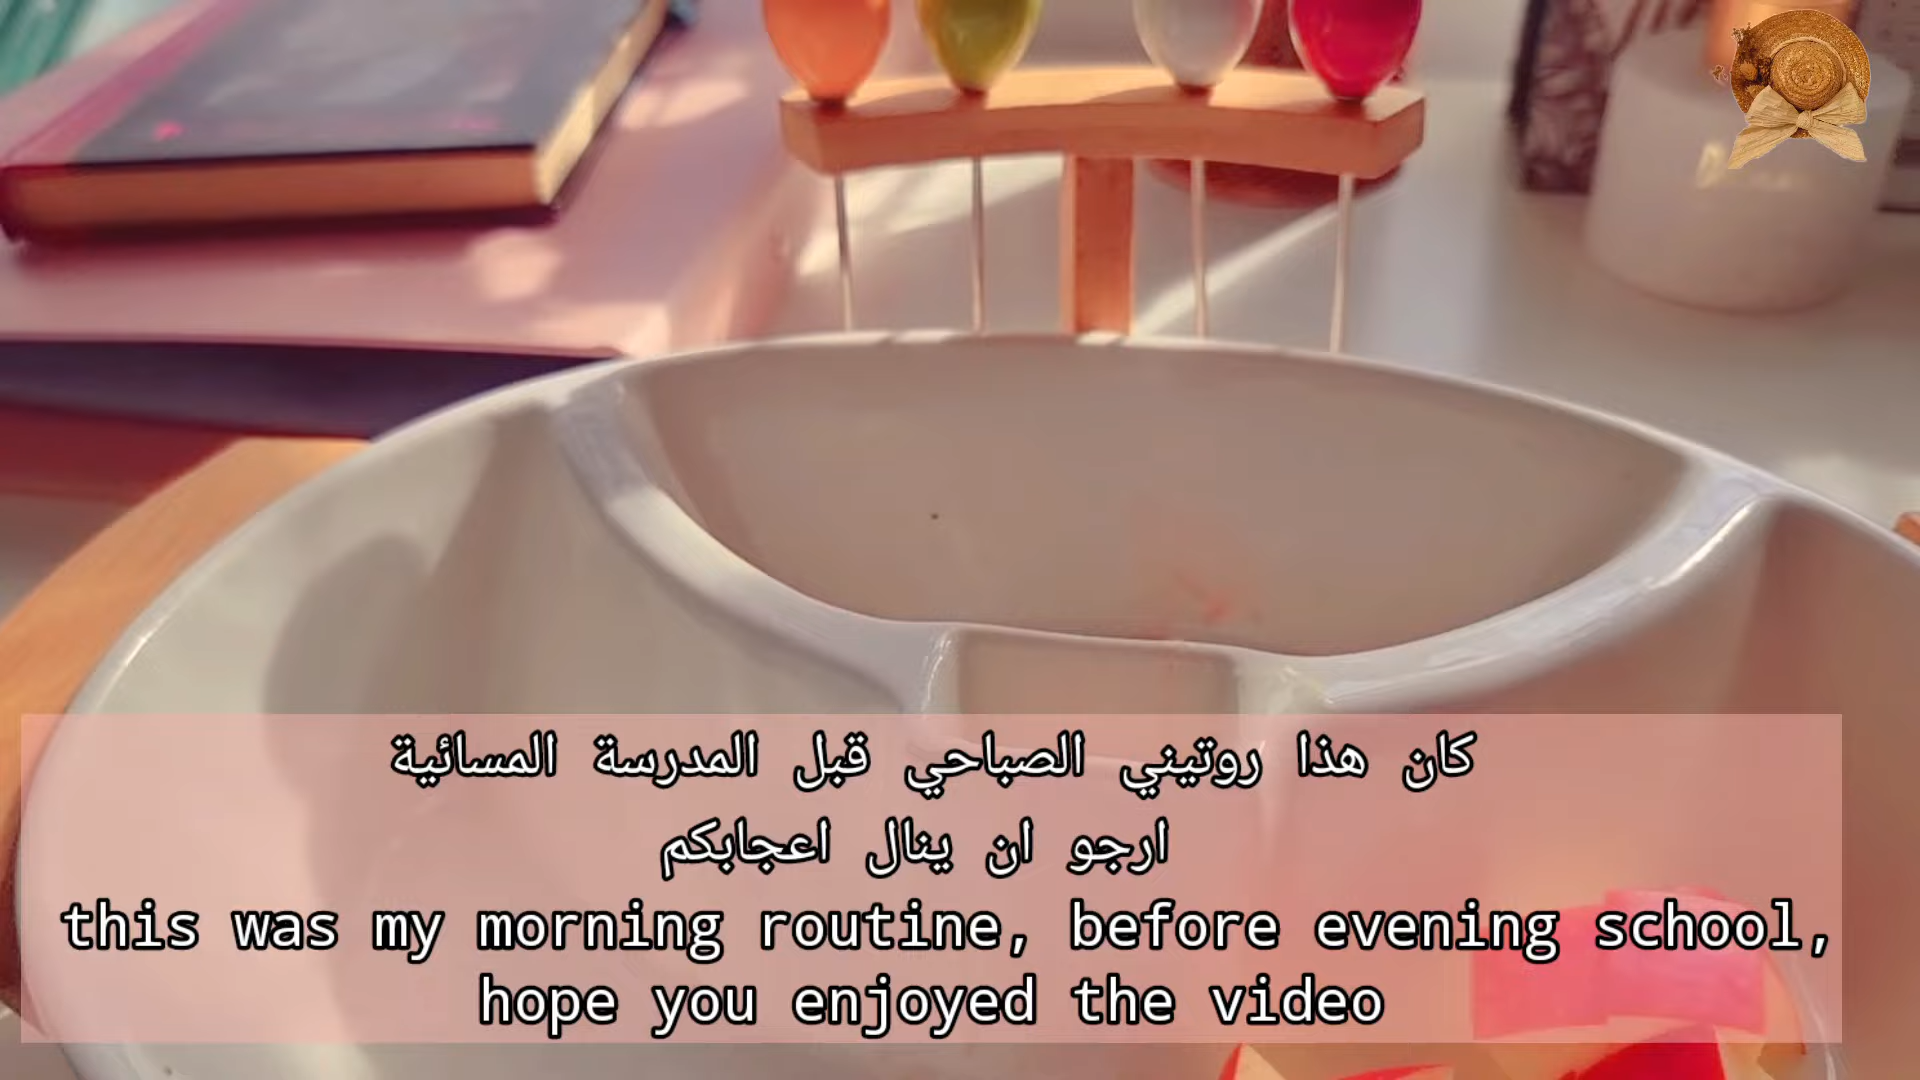 كان هذا روتيني الصباحي قبل المدرسة المسائية
ارجو ان ينال اعجابكم
this was my morning routine, before evening school,
hope you enjoyed the video